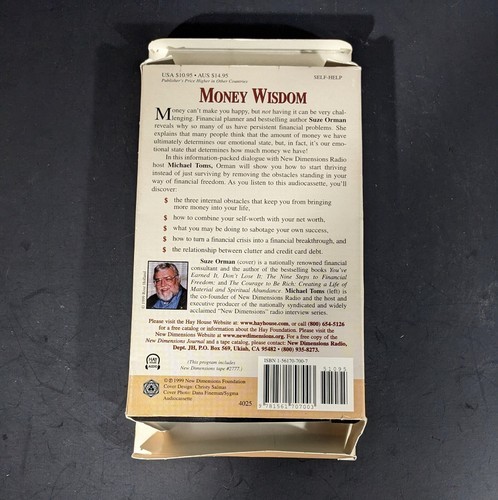 USA $10.95 • AUS $14.95
SELF-HELP
Publisher's Price Higher in Other Countries
MONEY WISDOM
Money can't make you happy, but not having it can be very chal-
lenging. Financial planner and bestselling author Suze Orman
reveals why so many of us have persistent financial problems. She
explains that many people think that the amount of money we have
ultimately determines our emotional state, but, in fact, it's our emo-
tional state that determines how much money we have!
In this information-packed dialogue with New Dimensions Radio
host Michael Toms, Orman will show you how to start thriving
instead of just surviving by removing the obstacles standing in your
way of financial freedom. As you listen to this audiocassette, you'll
discover:
$ the three internal obstacles that keep you from bringing
more money into your life,
$ how to combine your self-worth with your net worth,
$ what you may be doing to sabotage your own success,
$ how to turn a financial crisis into a financial breakthrough, and
$ the relationship between clutter and credit card debt.
Suze Orman (cover) is a nationally renowned financial
consultant and the author of the bestselling books You've
Earned It, Don't Lose It; The Nine Steps to Financial
Freedom; and The Courage to Be Rich: Creating a Life of
Material and Spiritual Abundance. Michael Toms (left) is
the co-founder of New Dimensions Radio and the host and
executive producer of the nationally syndicated and widely
acclaimed "New Dimensions" radio interview series.
Please visit the Hay House Website at: www.hayhouse.com, or call (800) 654-5126
for a free catalog or information about the Hay Foundation. Please visit the
New Dimensions Website at: www.newdimensions.org. For a free copy of the
New Dimensions Journal and a tape catalog, please contact: New Dimensions Radio,
Dept. JH, P.O. Box 569, Ukiah, CA 95482 • (800) 935-8273.
HAY
HOUSE
AUDIO
(This program includes
New Dimensions tape #2777.)
ISBN 1-56170-700-7
51095
9 781561 707003
© ℗ 1999 New Dimensions Foundation
Cover Design: Christy Salinas
Cover Photo: Dana Fineman/Sygma
Audiocassette
4025